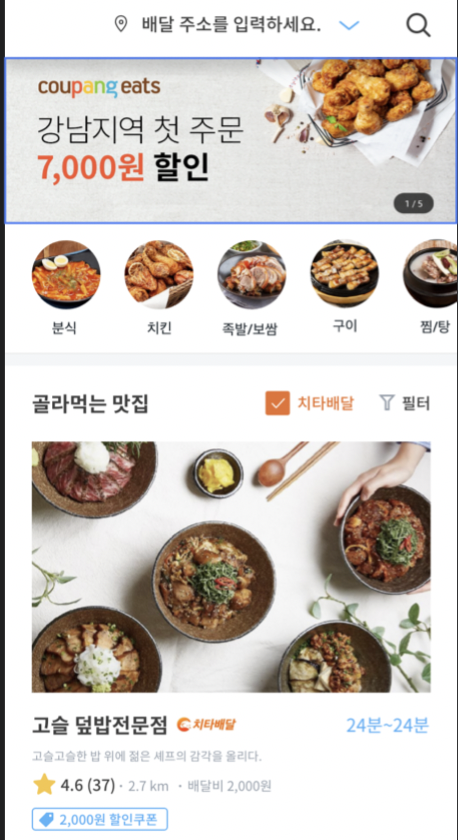 배달 주소를 입력하세요.
coupang eats
강남지역 첫 주문
7,000원 할인
1 / 5
분식
치킨
족발/보쌈
구이
찜/탕
골라먹는 맛집
치타배달
필터
고슬 덮밥전문점
치타배달
24분~24분
고슬고슬한 밥 위에 젊은 셰프의 감각을 올리다.
4.6 (37) · 2.7 km · 배달비 2,000원
2,000원 할인쿠폰